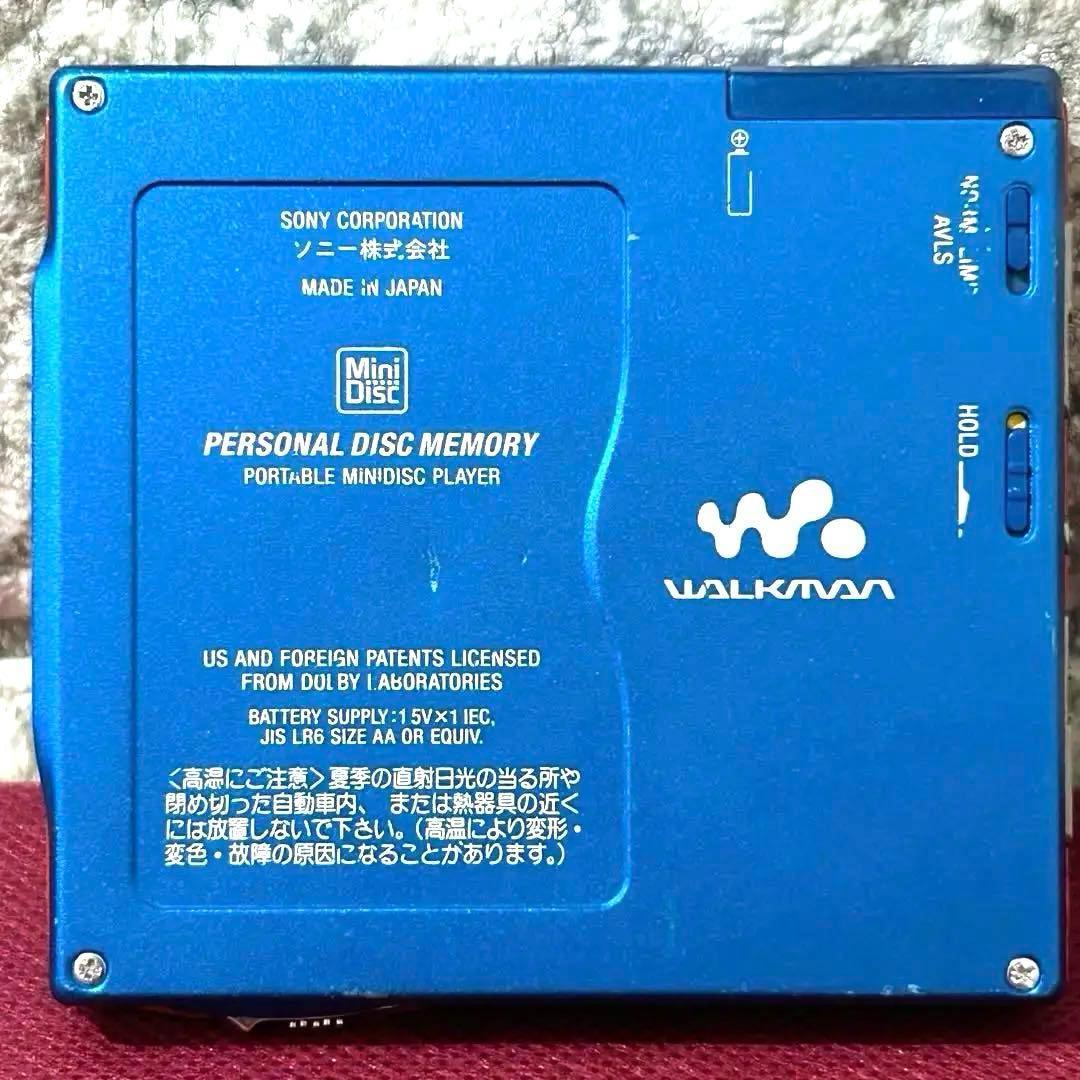 SONY CORPORATION
ソニー株式会社
MADE IN JAPAN
Mini
Disc
PERSONAL DISC MEMORY
PORTABLE MINIDISC PLAYER
US AND FOREIGN PATENTS LICENSED
FROM DOLBY LABORATORIES
BATTERY SUPPLY:1.5V×1 IEC,
JIS LR6 SIZE AA OR EQUIV.
<高温にご注意>夏季の直射日光の当る所や
閉め切った自動車内、または熱器具の近く
には放置しないで下さい。(高温により変形・
変色・故障の原因になることがあります。)
AVLS
HOLD
WALKMAN